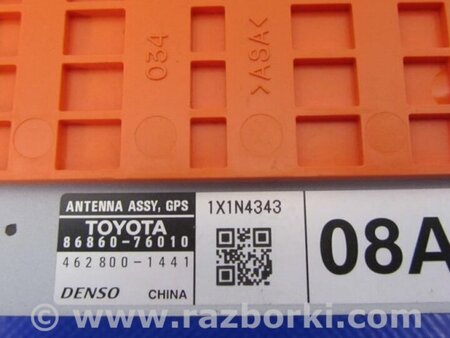 034
>ASA<
ANTENNA ASSY, GPS
TOYOTA
86860-76010
462800-1441
DENSO CHINA
1X1N4343
08A
© www.razborki.com